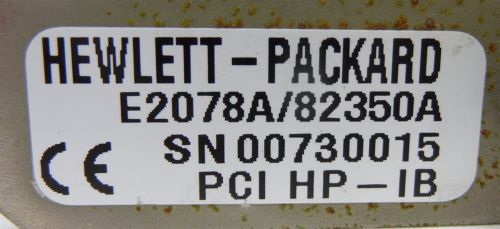 HEWLETT-PACKARD
E2078A/82350A
SN 00730015
CE PCI HP-IB